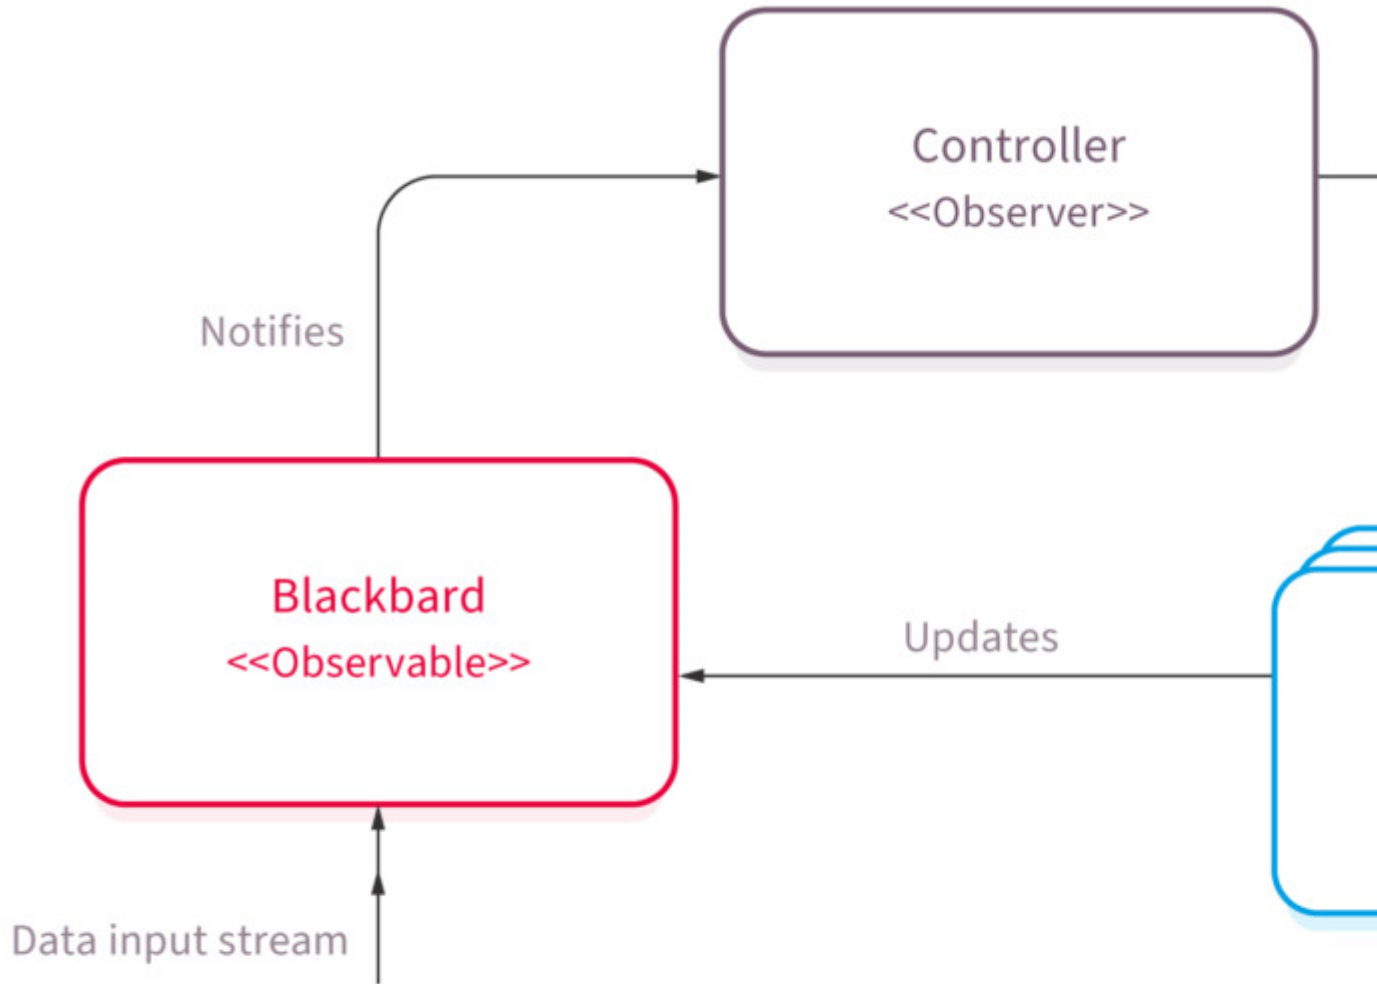 Controller
<<Observer>>
Notifies
Blackbard
<<Observable>>
Updates
Data input stream